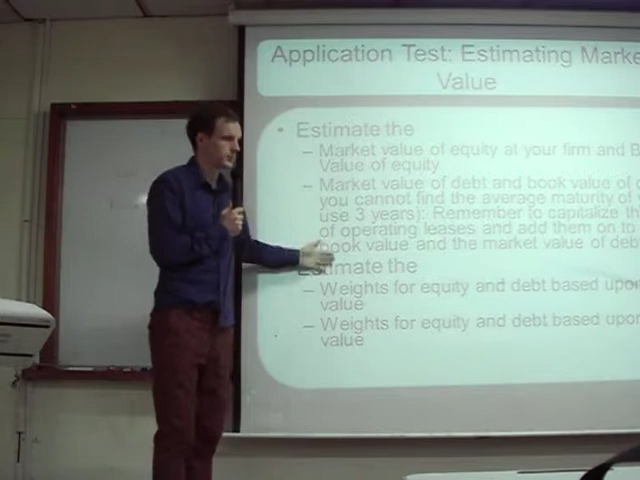 Application Test: Estimating Marke
Value
• Estimate the
– Market value of equity at your firm and B
Value of equity
– Market value of debt and book value of
you cannot find the average maturity of
use 3 years): Remember to capitalize th
of operating leases and add them on to
book value and the market value of deb
Estimate the
– Weights for equity and debt based upo
value
– Weights for equity and debt based upo
value